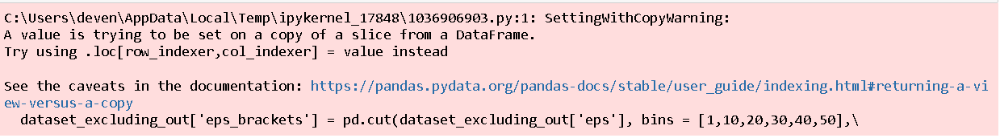 C:\Users\deven\AppData\Local\Temp\ipykernel_17848\1036906903.py:1: SettingWithCopyWarning:
A value is trying to be set on a copy of a slice from a DataFrame.
Try using .loc[row_indexer,col_indexer] = value instead

See the caveats in the documentation: https://pandas.pydata.org/pandas-docs/stable/user_guide/indexing.html#returning-a-vi
ew-versus-a-copy
  dataset_excluding_out['eps_brackets'] = pd.cut(dataset_excluding_out['eps'], bins = [1,10,20,30,40,50],\